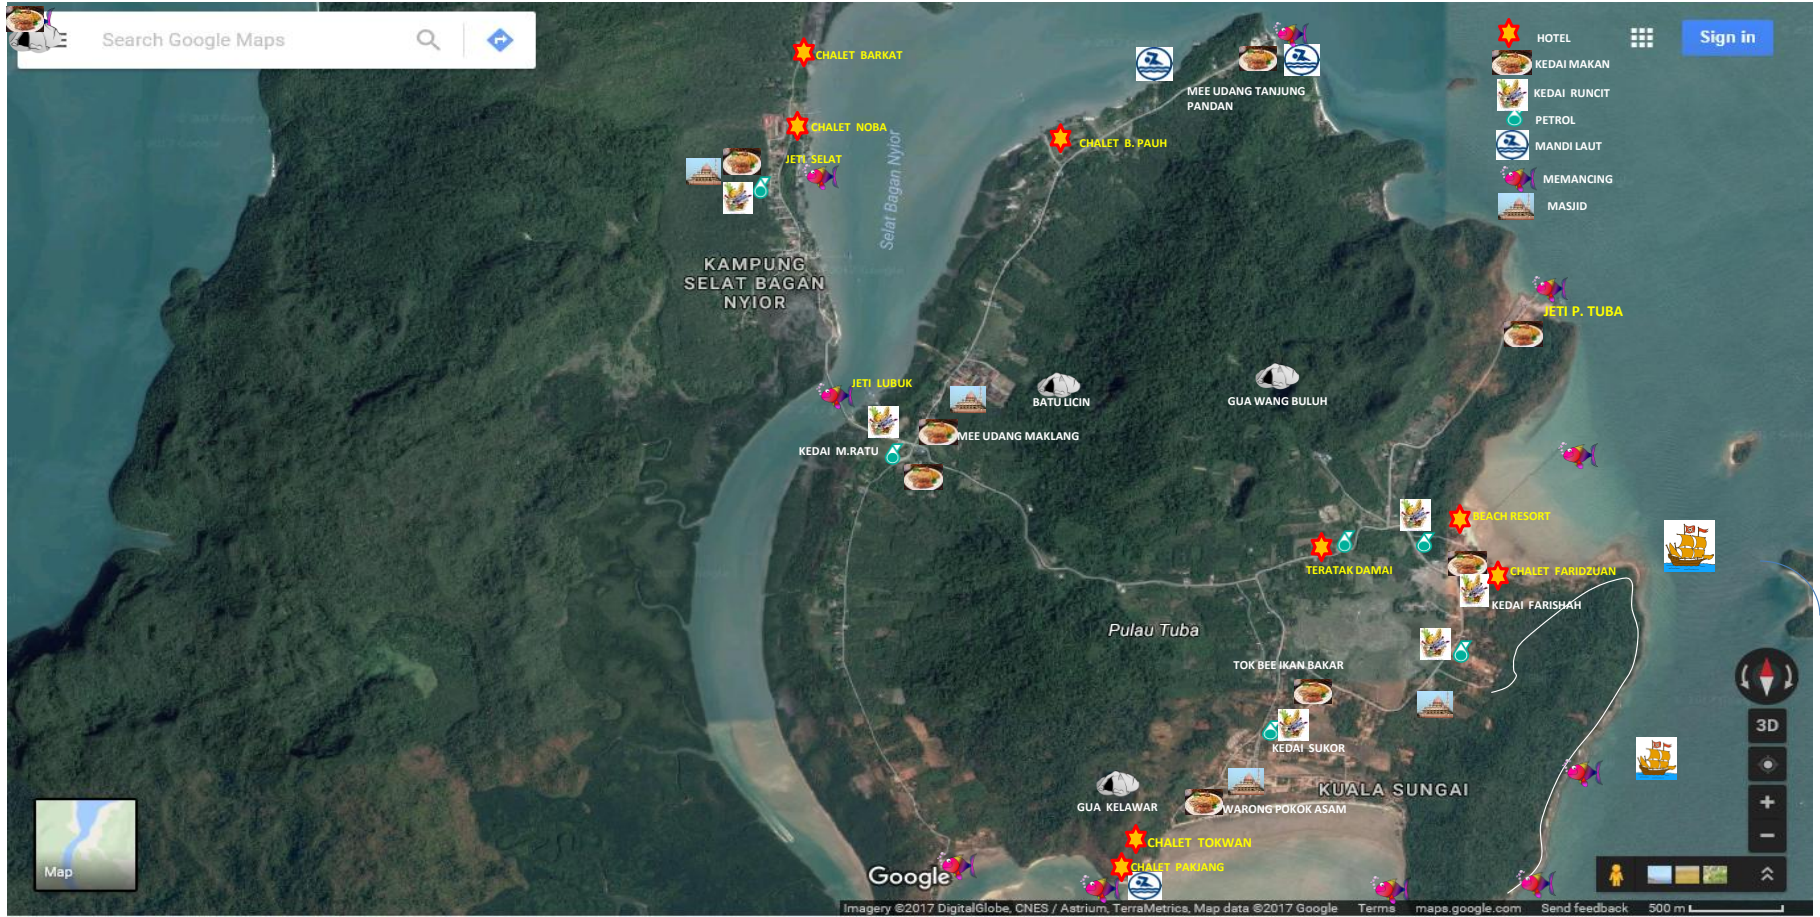 Search Google Maps
Sign in
HOTEL
KEDAI MAKAN
KEDAI RUNCIT
PETROL
MANDI LAUT
MEMANCING
MASJID
CHALET BARKAT
CHALET NOBA
JETI SELAT
Selat Bagan Nyior
MEE UDANG TANJUNG
PANDAN
CHALET B. PAUH
KAMPUNG
SELAT BAGAN
NYIOR
JETI P. TUBA
JETI LUBUK
BATU LICIN
GUA WANG BULUH
MEE UDANG MAKLANG
KEDAI M.RATU
BEACH RESORT
TERATAK DAMAI
CHALET FARIDZUAN
KEDAI FARISHAH
Pulau Tuba
TOK BEE IKAN BAKAR
KEDAI SUKOR
KUALA SUNGAI
GUA KELAWAR
WARONG POKOK ASAM
CHALET TOKWAN
CHALET PAKJANG
3D
+
−
Map
Google
Imagery ©2017 DigitalGlobe, CNES / Astrium, TerraMetrics, Map data ©2017 Google Terms maps.google.com Send feedback 500 m